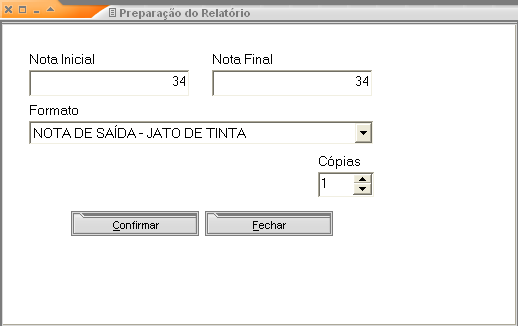 Preparação do Relatório
Nota Inicial Nota Final
34 34
Formato
NOTA DE SAÍDA - JATO DE TINTA
Cópias
1
Confirmar Fechar